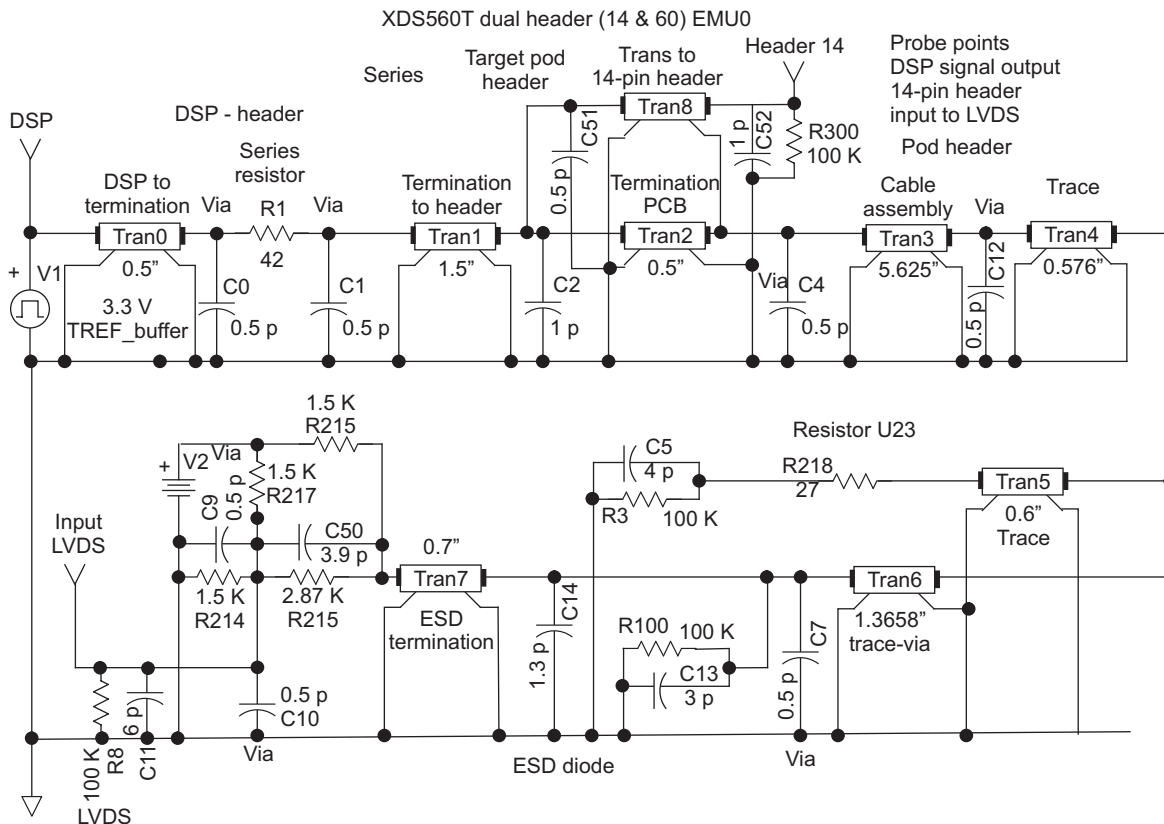 XDS560T dual header (14 & 60) EMU0
Header 14
Probe points
DSP signal output
14-pin header
input to LVDS
Series
Target pod
header
Trans to
14-pin header
Tran8
C51
0.5 p
1 p
C52
R300
100 K
Pod header
DSP
DSP - header
Series
resistor
DSP to
termination
Via
R1
42
Via
Termination
to header
Termination
PCB
Cable
assembly
Via
Trace
Tran0
0.5”
Tran1
1.5”
Tran2
0.5”
Tran3
5.625”
Tran4
0.576”
+
V1
3.3 V
TREF_buffer
C0
0.5 p
C1
0.5 p
C2
1 p
Via
C4
0.5 p
C12
0.5 p
1.5 K
R215
+
V2
Via
1.5 K
R217
C9
0.5 p
C50
3.9 p
Input
LVDS
1.5 K
R214
2.87 K
R215
0.7”
Tran7
ESD
termination
C5
4 p
R3
100 K
Resistor U23
R218
27
Tran5
0.6”
Trace
C14
1.3 p
R100
100 K
C13
3 p
C7
0.5 p
Tran6
1.3658”
trace-via
0.5 p
C10
Via
100 K
R8
C11
6 p
LVDS
ESD diode
Via